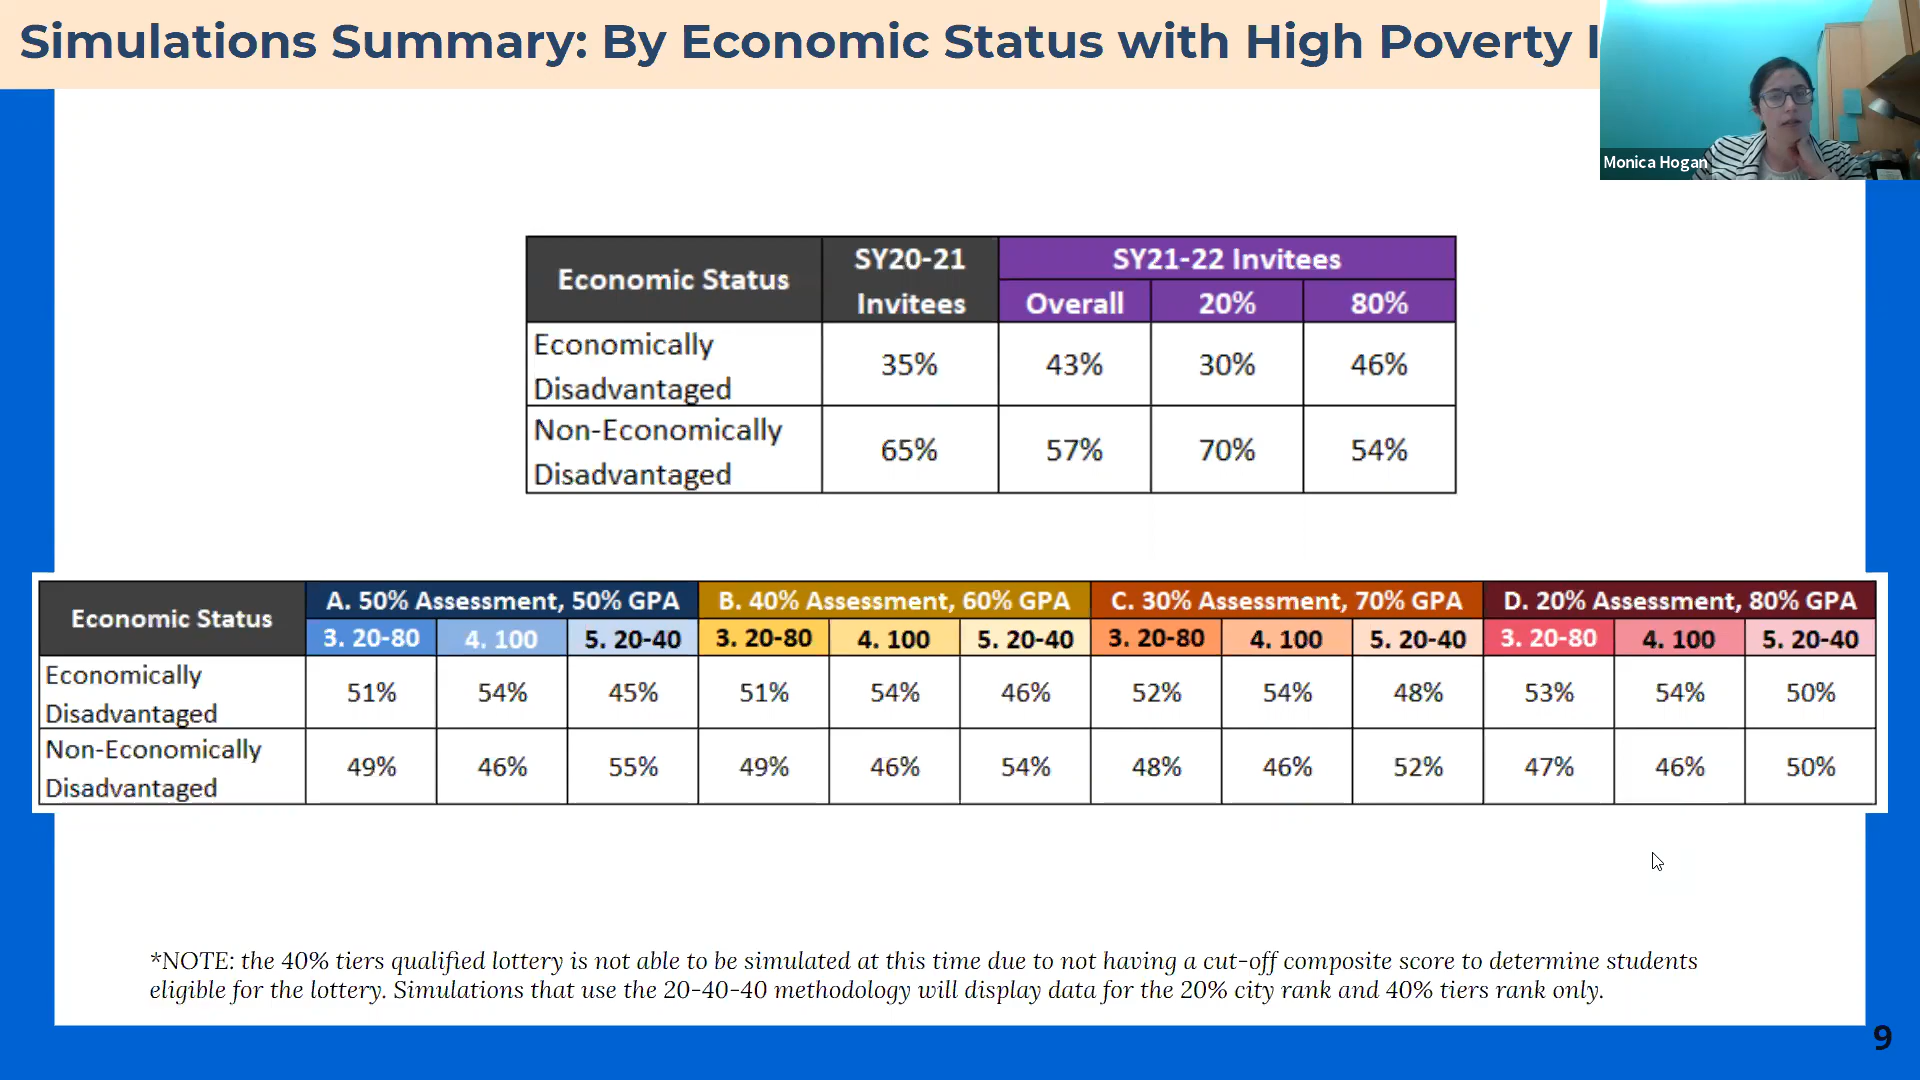 Simulations Summary: By Economic Status with High Poverty
Monica Hogan
Economic Status SY20-21 Invitees SY21-22 Invitees
Overall 20% 80%
Economically Disadvantaged 35% 43% 30% 46%
Non-Economically Disadvantaged 65% 57% 70% 54%
Economic Status A. 50% Assessment, 50% GPA B. 40% Assessment, 60% GPA C. 30% Assessment, 70% GPA D. 20% Assessment, 80% GPA
3. 20-80 4. 100 5. 20-40 3. 20-80 4. 100 5. 20-40 3. 20-80 4. 100 5. 20-40 3. 20-80 4. 100 5. 20-40
Economically Disadvantaged 51% 54% 45% 51% 54% 46% 52% 54% 48% 53% 54% 50%
Non-Economically Disadvantaged 49% 46% 55% 49% 46% 54% 48% 46% 52% 47% 46% 50%
*NOTE: the 40% tiers qualified lottery is not able to be simulated at this time due to not having a cut-off composite score to determine students
eligible for the lottery. Simulations that use the 20-40-40 methodology will display data for the 20% city rank and 40% tiers rank only.
9